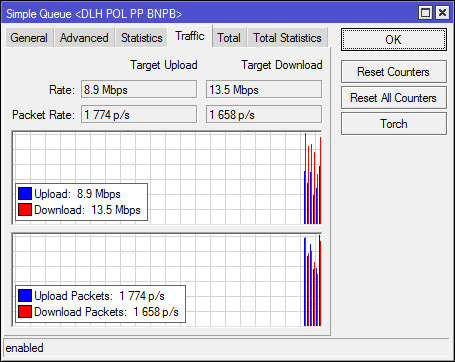 Simple Queue <DLH POL PP BNPB>
General Advanced Statistics Traffic Total Total Statistics
OK
Target Upload Target Download
Reset Counters
Rate: 8.9 Mbps 13.5 Mbps
Reset All Counters
Packet Rate: 1 774 p/s 1 658 p/s
Torch
Upload: 8.9 Mbps
Download: 13.5 Mbps
Upload Packets: 1 774 p/s
Download Packets: 1 658 p/s
enabled